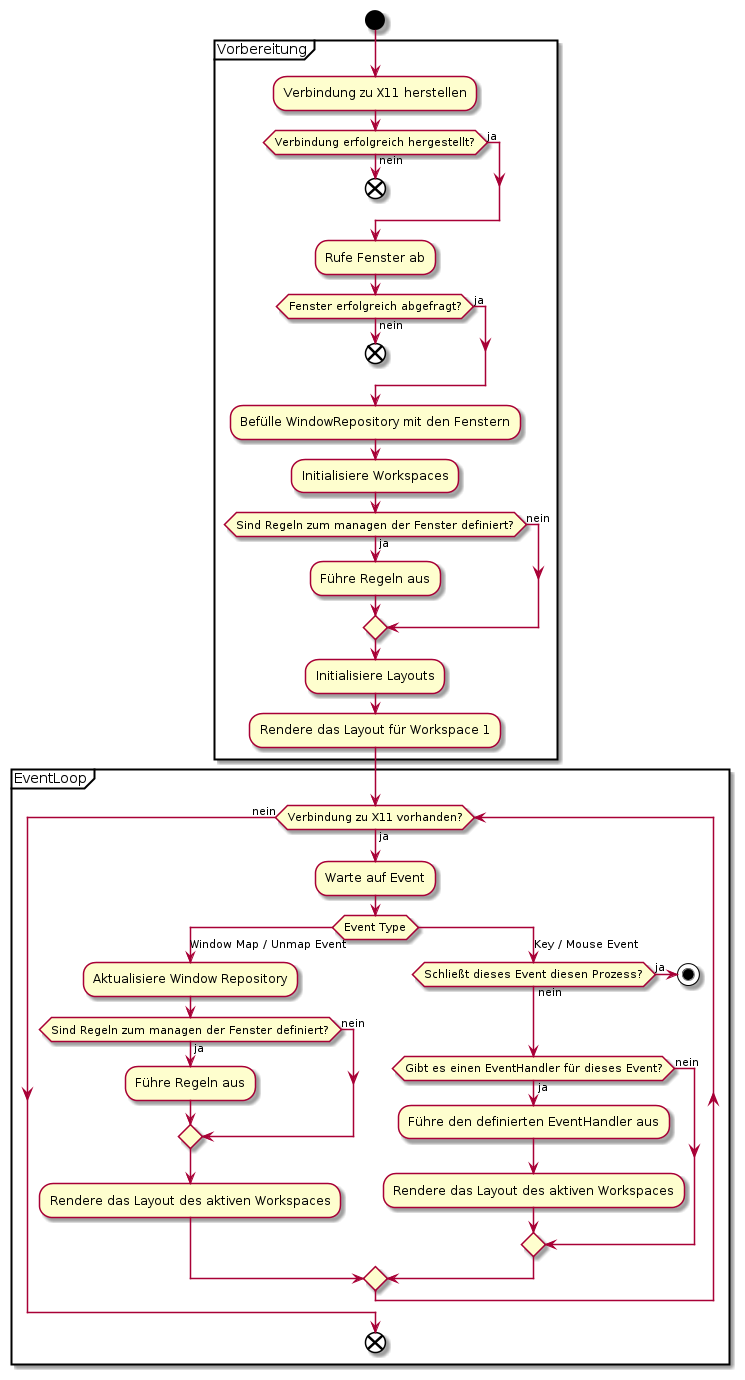 Vorbereitung
Verbindung zu X11 herstellen
Verbindung erfolgreich hergestellt?
ja
nein
Rufe Fenster ab
Fenster erfolgreich abgefragt?
ja
nein
Befülle WindowRepository mit den Fenstern
Initialisiere Workspaces
Sind Regeln zum managen der Fenster definiert?
nein
ja
Führe Regeln aus
Initialisiere Layouts
Rendere das Layout für Workspace 1
EventLoop
nein
Verbindung zu X11 vorhanden?
ja
Warte auf Event
Event Type
Window Map / Unmap Event
Aktualisiere Window Repository
Sind Regeln zum managen der Fenster definiert?
nein
ja
Führe Regeln aus
Rendere das Layout des aktiven Workspaces
Key / Mouse Event
Schließt dieses Event diesen Prozess?
ja
nein
Gibt es einen EventHandler für dieses Event?
nein
ja
Führe den definierten EventHandler aus
Rendere das Layout des aktiven Workspaces